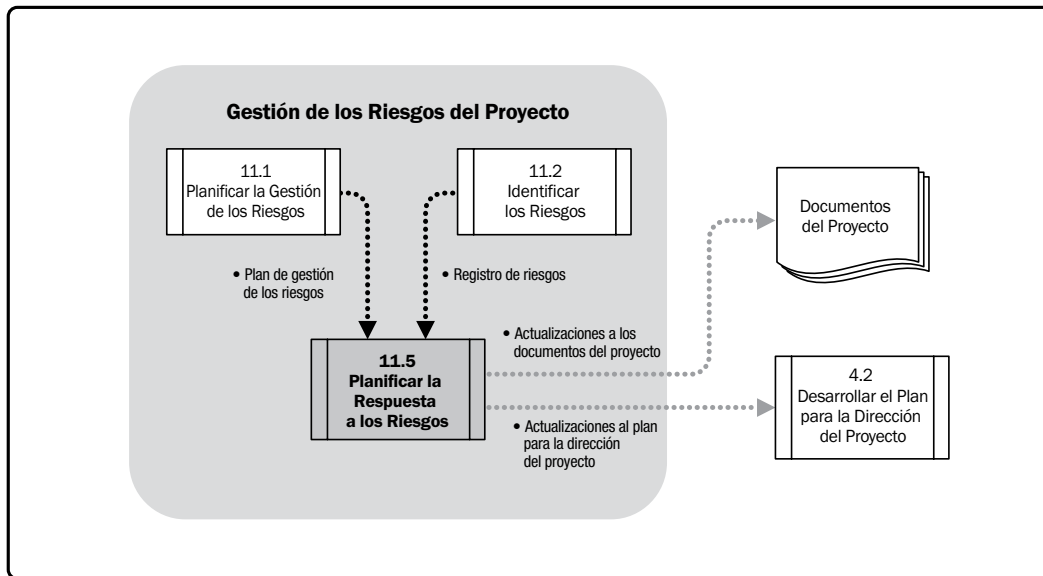 Gestión de los Riesgos del Proyecto
11.1
Planificar la Gestión
de los Riesgos
11.2
Identificar
los Riesgos
Documentos
del Proyecto
• Plan de gestión
de los riesgos
• Registro de riesgos
• Actualizaciones a los
documentos del proyecto
11.5
Planificar la
Respuesta
a los Riesgos
4.2
Desarrollar el Plan
para la Dirección
del Proyecto
• Actualizaciones al plan
para la dirección
del proyecto